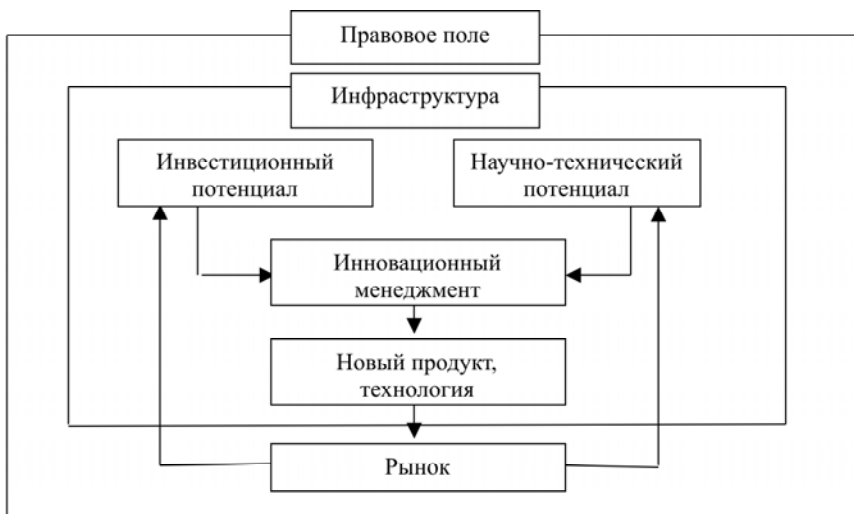 Правовое поле
Инфраструктура
Инвестиционный
потенциал
Научно-технический
потенциал
Инновационный
менеджмент
Новый продукт,
технология
Рынок